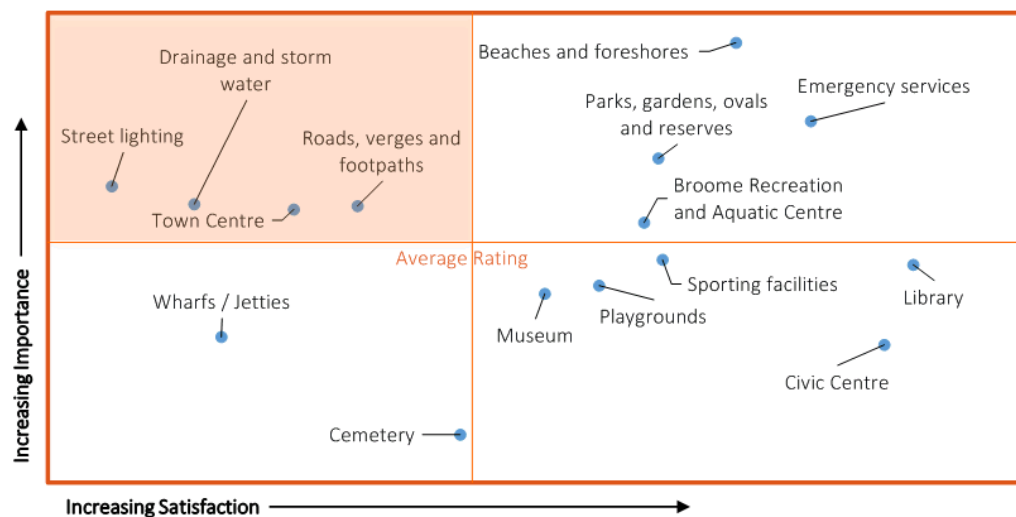 Beaches and foreshores
Drainage and storm
water
Emergency services
Parks, gardens, ovals
and reserves
Street lighting
Roads, verges and
footpaths
Broome Recreation
and Aquatic Centre
Town Centre
Average Rating
Sporting facilities
Wharfs / Jetties
Library
Playgrounds
Museum
Civic Centre
Cemetery
Increasing Importance
Increasing Satisfaction